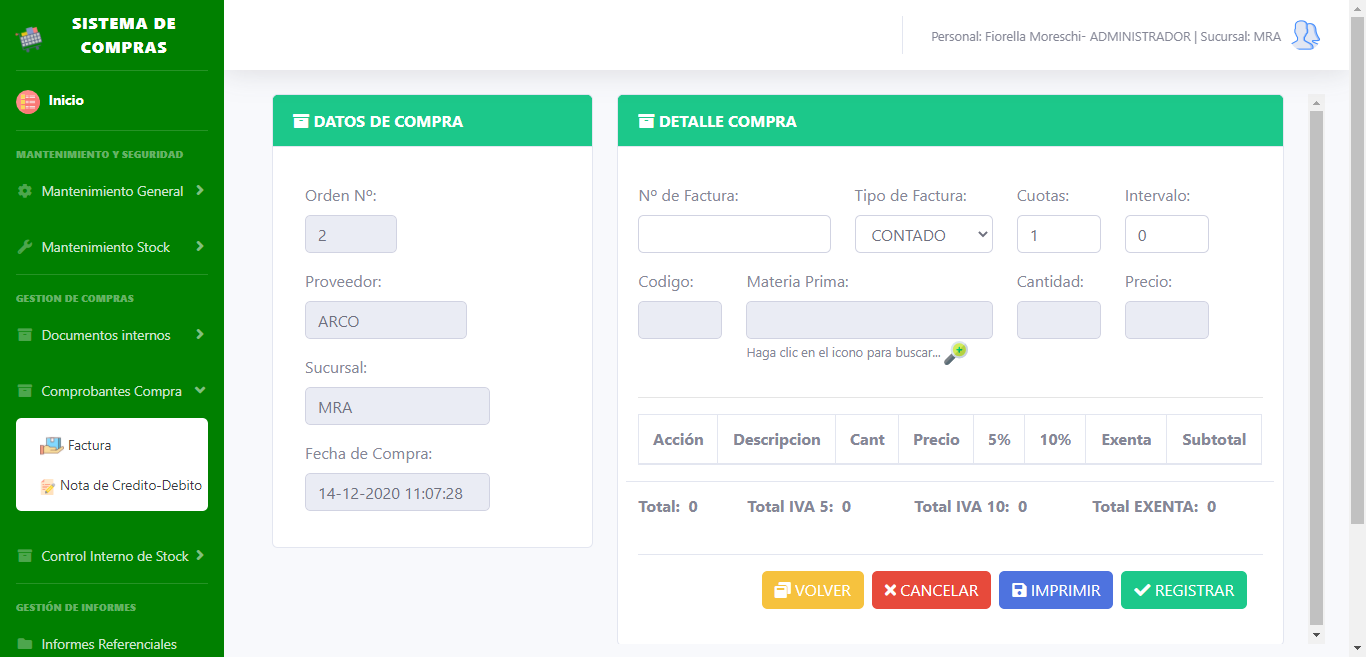 SISTEMA DE
COMPRAS
Inicio
MANTENIMIENTO Y SEGURIDAD
Mantenimiento General
Mantenimiento Stock
GESTION DE COMPRAS
Documentos internos
Comprobantes Compra
Factura
Nota de Credito-Debito
Control Interno de Stock
GESTIÓN DE INFORMES
Informes Referenciales
Personal: Fiorella Moreschi- ADMINISTRADOR | Sucursal: MRA
DATOS DE COMPRA
Orden Nº:
2
Proveedor:
ARCO
Sucursal:
MRA
Fecha de Compra:
14-12-2020 11:07:28
DETALLE COMPRA
Nº de Factura: Tipo de Factura: Cuotas: Intervalo:
CONTADO 1 0
Codigo: Materia Prima: Cantidad: Precio:
Haga clic en el icono para buscar...
Acción Descripcion Cant Precio 5% 10% Exenta Subtotal
Total: 0 Total IVA 5: 0 Total IVA 10: 0 Total EXENTA: 0
VOLVER CANCELAR IMPRIMIR REGISTRAR